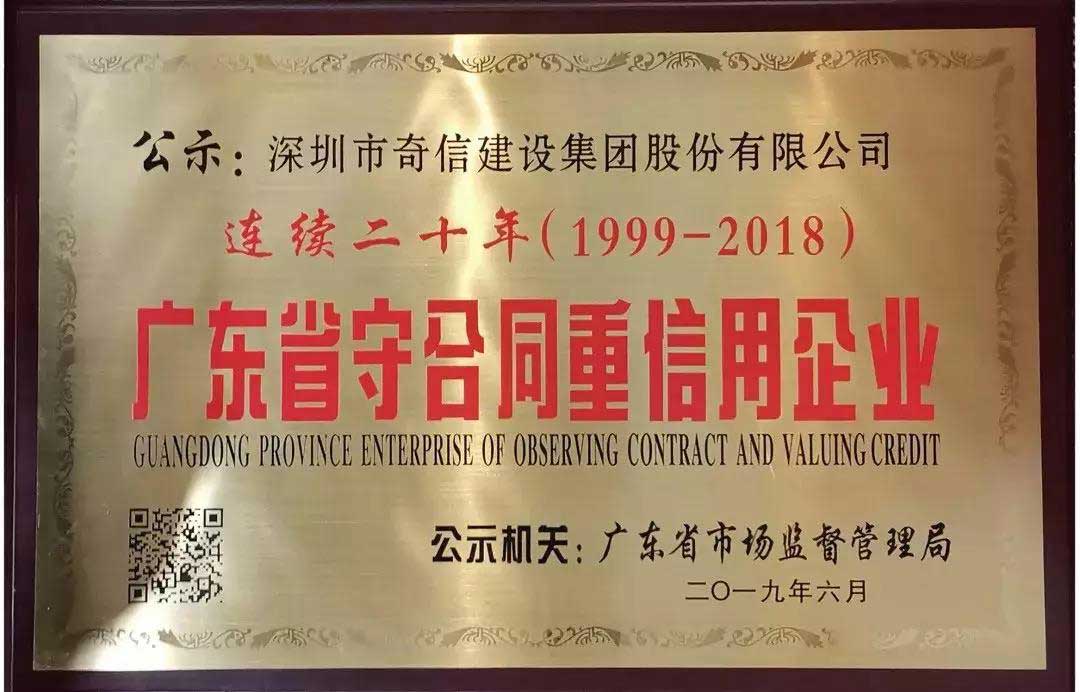 公示：深圳市奇信建设集团股份有限公司
连续二十年（1999-2018）
广东省守合同重信用企业
GUANGDONG PROVINCE ENTERPRISE OF OBSERVING CONTRACT AND VALUING CREDIT
公示机关：广东省市场监督管理局
二〇一九年六月